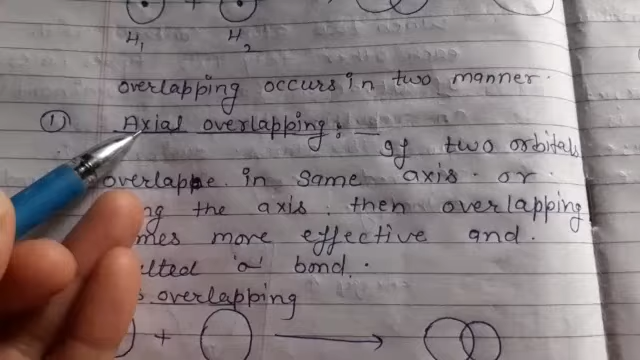 H₁ H₂
overlapping occurs in two manner.
① Axial overlapping: —
If two orbitals
overlape in same axis. or.
the axis. then overlapping
more effective and.
'σ' bond.
overlapping
+ →